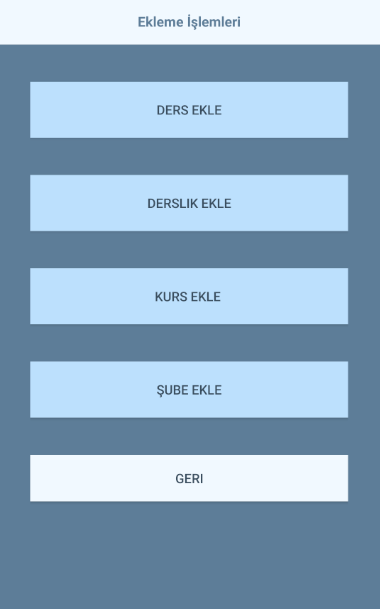 Ekleme İşlemleri
DERS EKLE
DERSLIK EKLE
KURS EKLE
ŞUBE EKLE
GERI